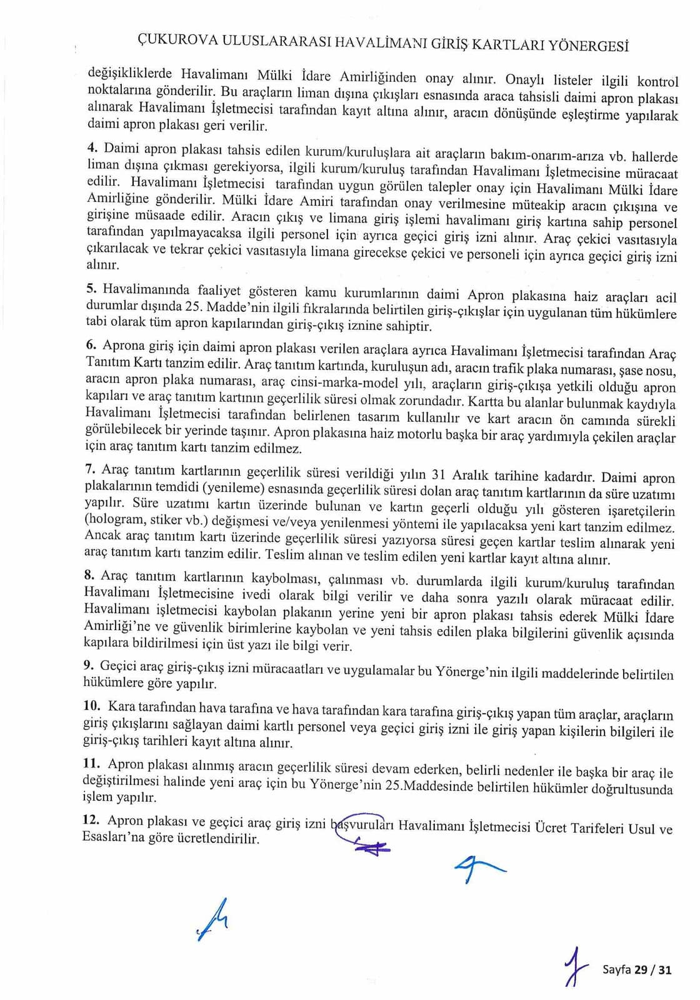 ÇUKUROVA ULUSLARARASI HAVALİMANI GİRİŞ KARTLARI YÖNERGESİ
değişikliklerde Havalimanı Mülki İdare Amirliğinden onay alınır. Onaylı listeler ilgili kontrol
noktalarına gönderilir. Bu araçların liman dışına çıkışları esnasında araca tahsisli daimi apron plakası
alınarak Havalimanı İşletmecisi tarafından kayıt altına alınır, aracın dönüşünde eşleştirme yapılarak
daimi apron plakası geri verilir.
4. Daimi apron plakası tahsis edilen kurum/kuruluşlara ait araçların bakım-onarım-arıza vb. hallerde
liman dışına çıkması gerekiyorsa, ilgili kurum/kuruluş tarafından Havalimanı İşletmecisine müracaat
edilir. Havalimanı İşletmecisi tarafından uygun görülen talepler onay için Havalimanı Mülki İdare
Amirliğine gönderilir. Mülki İdare Amiri tarafından onay verilmesine müteakip aracın çıkışına ve
girişine müsaade edilir. Aracın çıkış ve limana giriş işlemi havalimanı giriş kartına sahip personel
tarafından yapılmayacaksa ilgili personel için ayrıca geçici giriş izni alınır. Araç çekici vasıtasıyla
çıkarılacak ve tekrar çekici vasıtasıyla limana girecekse çekici ve personeli için ayrıca geçici giriş izni
alınır.
5. Havalimanında faaliyet gösteren kamu kurumlarının daimi Apron plakasına haiz araçları acil
durumlar dışında 25. Madde’nin ilgili fıkralarında belirtilen giriş-çıkışlar için uygulanan tüm hükümlere
tabi olarak tüm apron kapılarından giriş-çıkış iznine sahiptir.
6. Aprona giriş için daimi apron plakası verilen araçlara ayrıca Havalimanı İşletmecisi tarafından Araç
Tanıtım Kartı tanzim edilir. Araç tanıtım kartında, kuruluşun adı, aracın trafik plaka numarası, şase nosu,
aracın apron plaka numarası, araç cinsi-marka-model yılı, araçların giriş-çıkışa yetkili olduğu apron
kapıları ve araç tanıtım kartının geçerlilik süresi olmak zorundadır. Kartta bu alanlar bulunmak kaydıyla
Havalimanı İşletmecisi tarafından belirlenen tasarım kullanılır ve kart aracın ön camında sürekli
görülebilecek bir yerinde taşınır. Apron plakasına haiz motorlu başka bir araç yardımıyla çekilen araçlar
için araç tanıtım kartı tanzim edilmez.
7. Araç tanıtım kartlarının geçerlilik süresi verildiği yılın 31 Aralık tarihine kadardır. Daimi apron
plakalarının temdidi (yenileme) esnasında geçerlilik süresi dolan araç tanıtım kartlarının da süre uzatımı
yapılır. Süre uzatımı kartın üzerinde bulunan ve kartın geçerli olduğu yılı gösteren işaretçilerin
(hologram, stiker vb.) değişmesi ve/veya yenilenmesi yöntemi ile yapılacaksa yeni kart tanzim edilmez.
Ancak araç tanıtım kartı üzerinde geçerlilik süresi yazıyorsa süresi geçen kartlar teslim alınarak yeni
araç tanıtım kartı tanzim edilir. Teslim alınan ve teslim edilen yeni kartlar kayıt altına alınır.
8. Araç tanıtım kartlarının kaybolması, çalınması vb. durumlarda ilgili kurum/kuruluş tarafından
Havalimanı İşletmecisine ivedi olarak bilgi verilir ve daha sonra yazılı olarak müracaat edilir.
Havalimanı işletmecisi kaybolan plakanın yerine yeni bir apron plakası tahsis ederek Mülki İdare
Amirliği’ne ve güvenlik birimlerine kaybolan ve yeni tahsis edilen plaka bilgilerini güvenlik açısında
kapılara bildirilmesi için üst yazı ile bilgi verir.
9. Geçici araç giriş-çıkış izni müracaatları ve uygulamalar bu Yönerge’nin ilgili maddelerinde belirtilen
hükümlere göre yapılır.
10. Kara tarafından hava tarafına ve hava tarafından kara tarafına giriş-çıkış yapan tüm araçlar, araçların
giriş çıkışlarını sağlayan daimi kartlı personel veya geçici giriş izni ile giriş yapan kişilerin bilgileri ile
giriş-çıkış tarihleri kayıt altına alınır.
11. Apron plakası alınmış aracın geçerlilik süresi devam ederken, belirli nedenler ile başka bir araç ile
değiştirilmesi halinde yeni araç için bu Yönerge’nin 25.Maddesinde belirtilen hükümler doğrultusunda
işlem yapılır.
12. Apron plakası ve geçici araç giriş izni başvuruları Havalimanı İşletmecisi Ücret Tarifeleri Usul ve
Esasları’na göre ücretlendirilir.
Sayfa 29 / 31